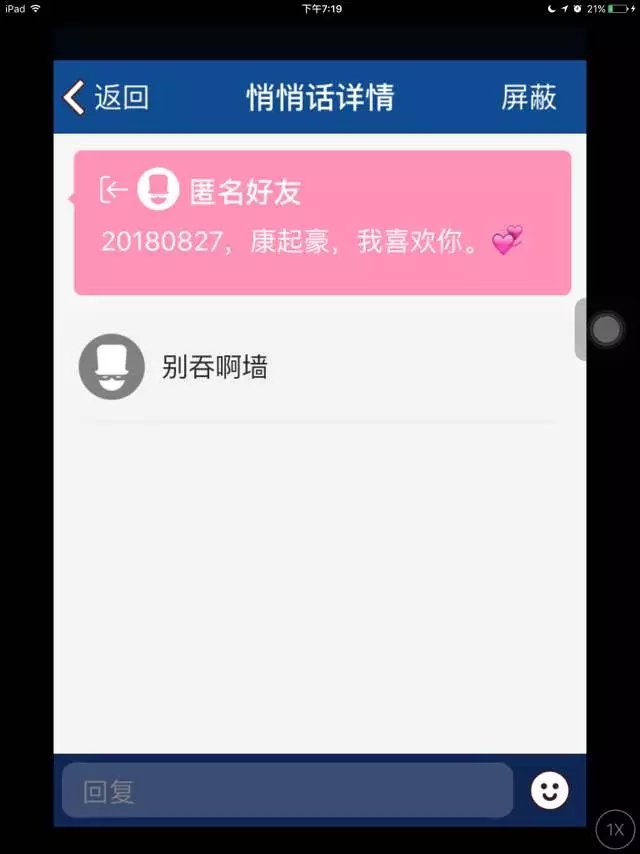 iPad 下午7:19 21%
返回 悄悄话详情 屏蔽
匿名好友
20180827，康起豪，我喜欢你。💞
别吞啊墙
回复
1X